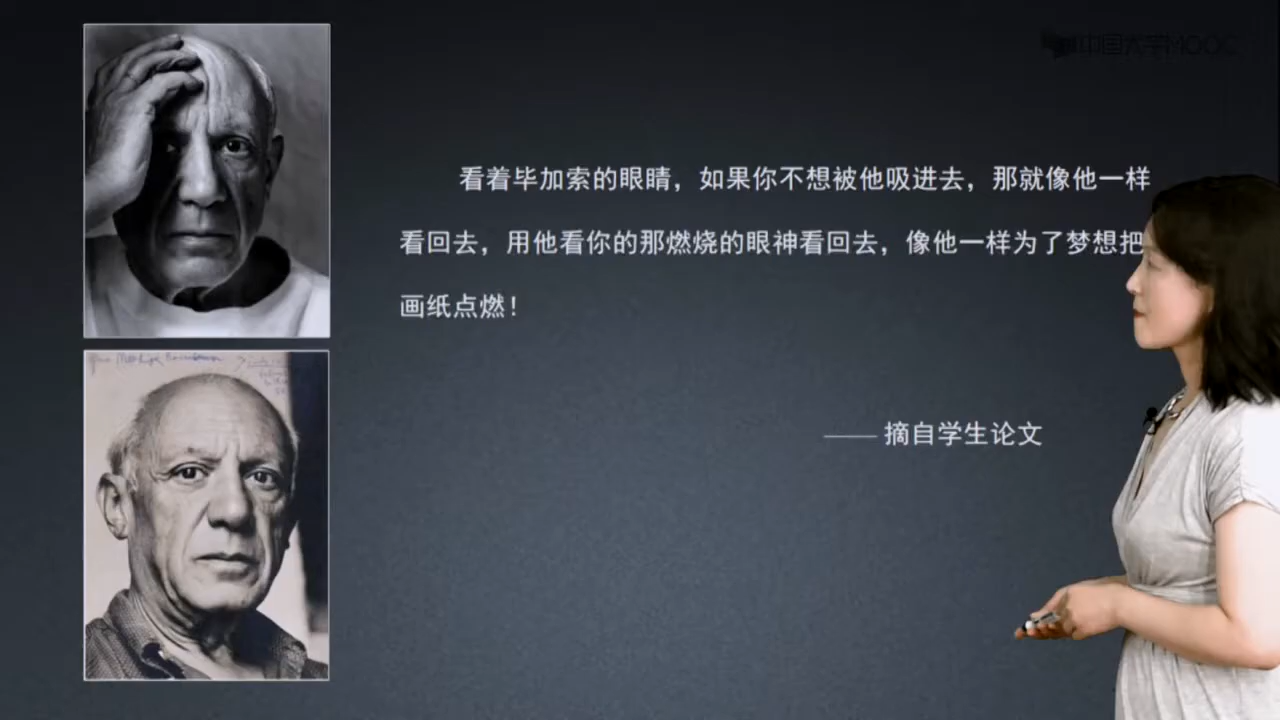 中国大学MOOC
看着毕加索的眼睛，如果你不想被他吸进去，那就像他一样
看回去，用他看你的那燃烧的眼神看回去，像他一样为了梦想把
画纸点燃！
—— 摘自学生论文